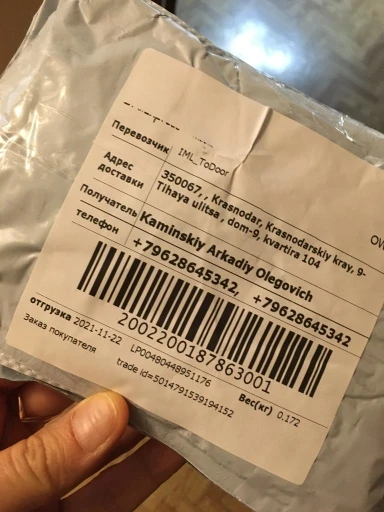 Перевозчик IML_ToDoor
Адрес доставки 350067, , Krasnodar, Krasnodarskiy kray, 9-
Tihaya ulitsa , dom-9, kvartira 104
Получатель Kaminskiy Arkadiy Olegovich
телефон +79628645342, +79628645342
2002200187863001
отгрузка 2021-11-22 LP00480448951176 Вес(кг) 0.172
Заказ покупателя trade id=5014791539194152